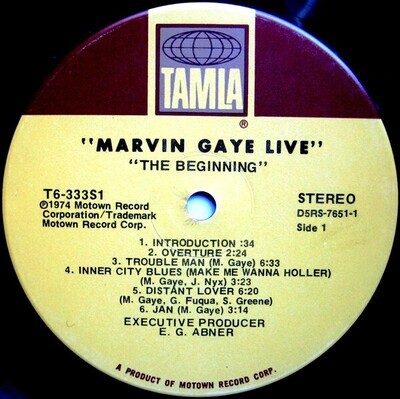 TAMLA®
"MARVIN GAYE LIVE"
"THE BEGINNING"
T6-333S1
℗1974 Motown Record
Corporation/Trademark
Motown Record Corp.
STEREO
D5RS-7651-1
Side 1
1. INTRODUCTION :34
2. OVERTURE 2:24
3. TROUBLE MAN (M. Gaye) 6:33
4. INNER CITY BLUES (MAKE ME WANNA HOLLER)
(M. Gaye, J. Nyx) 3:23
5. DISTANT LOVER 6:20
(M. Gaye, G. Fuqua, S. Greene)
6. JAN (M. Gaye) 3:14
EXECUTIVE PRODUCER
E. G. ABNER
A PRODUCT OF MOTOWN RECORD CORP.